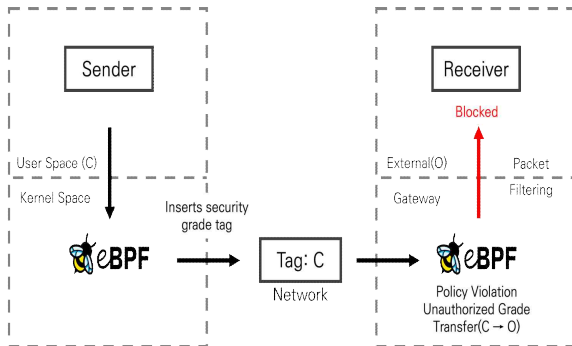 Sender
User Space (C)
Kernel Space
eBPF
Inserts security
grade tag
Tag: C
Network
Receiver
Blocked
External(O)
Packet
Filtering
Gateway
eBPF
Policy Violation
Unauthorized Grade
Transfer(C → O)